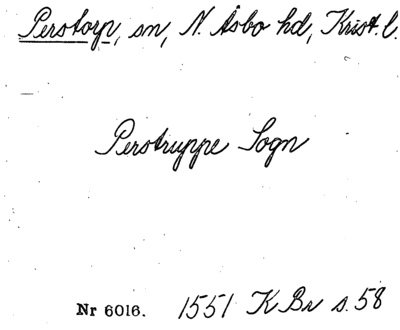 Perstorp, sn, N. Åsbo hd, Krist. l.
Perstruppe Sogn
Nr 6016. 1551 K Br s. 58